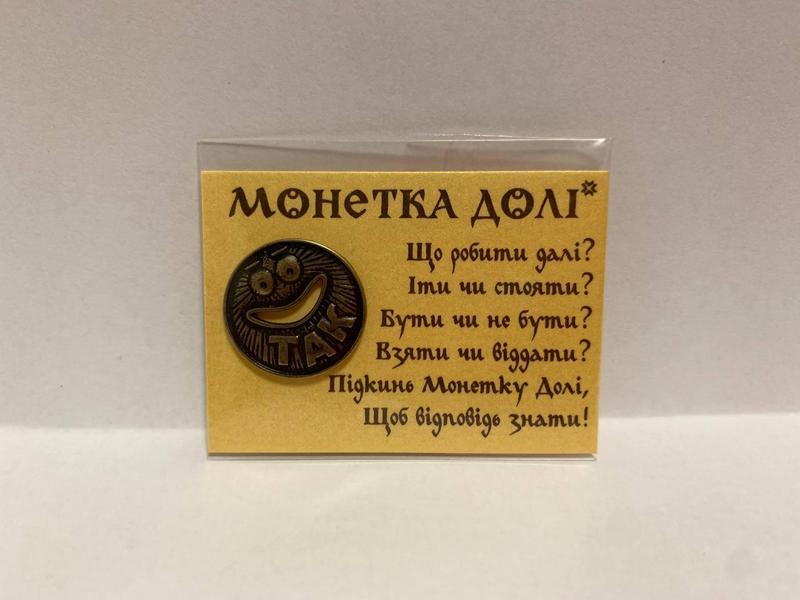 Монетка Долі*
Що робити далі?
Іти чи стояти?
Бути чи не бути?
Взяти чи віддати?
Підкинь Монетку Долі,
Щоб відповідь знати!
ТАК